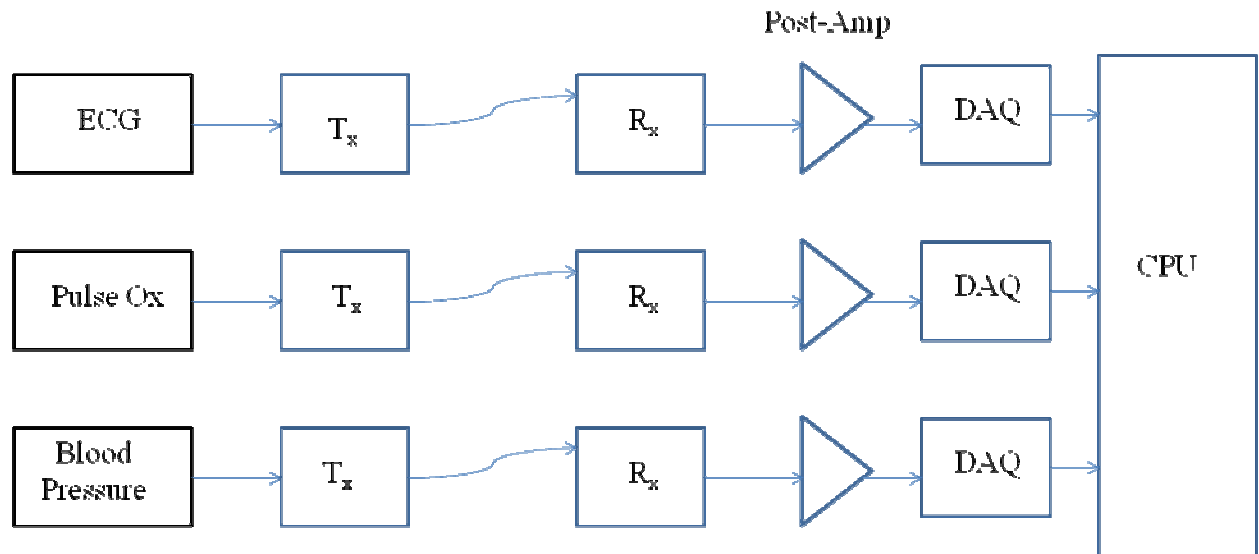 Post-Amp
ECG
Tx
Rx
DAQ
Pulse Ox
Tx
Rx
DAQ
CPU
Blood
Pressure
Tx
Rx
DAQ